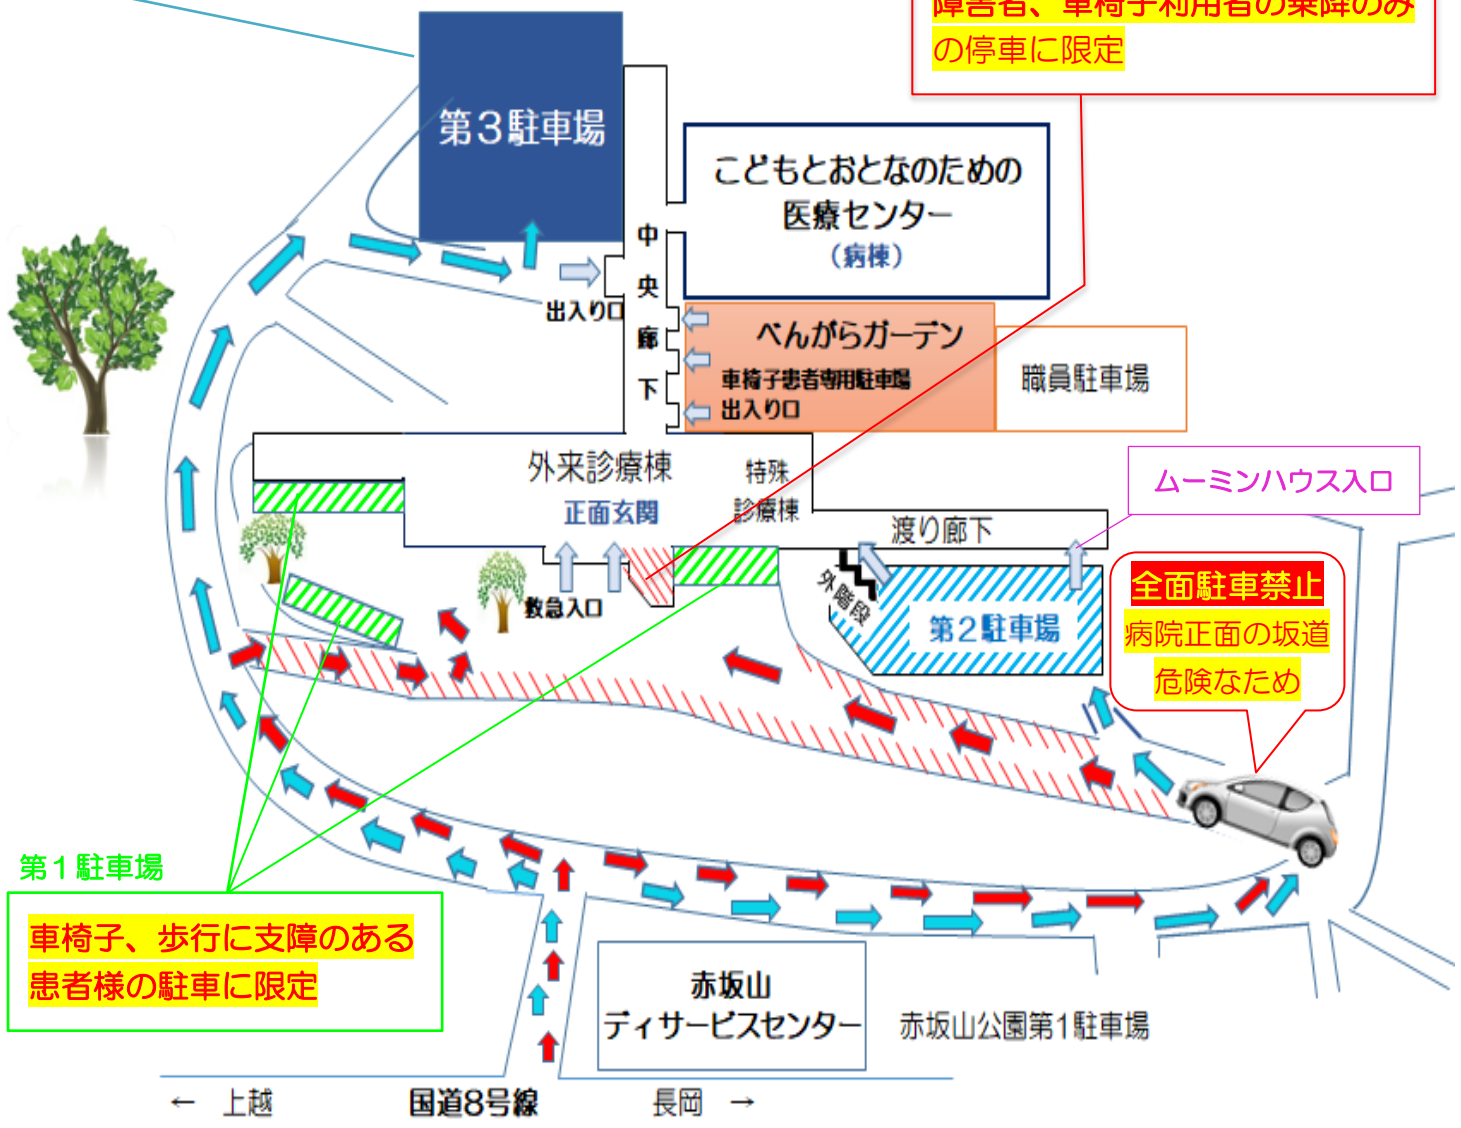 障害者、車椅子利用者の乗降のみ
の停車に限定
第3駐車場
こどもとおとなのための
医療センター
(病棟)
中央廊下
出入り口
べんがらガーデン
車椅子患者専用駐車場
出入り口
職員駐車場
外来診療棟
正面玄関
特殊
診療棟
ムーミンハウス入口
渡り廊下
救急入口
外階段
第2駐車場
全面駐車禁止
病院正面の坂道
危険なため
第1駐車場
車椅子、歩行に支障のある
患者様の駐車に限定
赤坂山
ディサービスセンター
赤坂山公園第1駐車場
← 上越
国道8号線
長岡 →